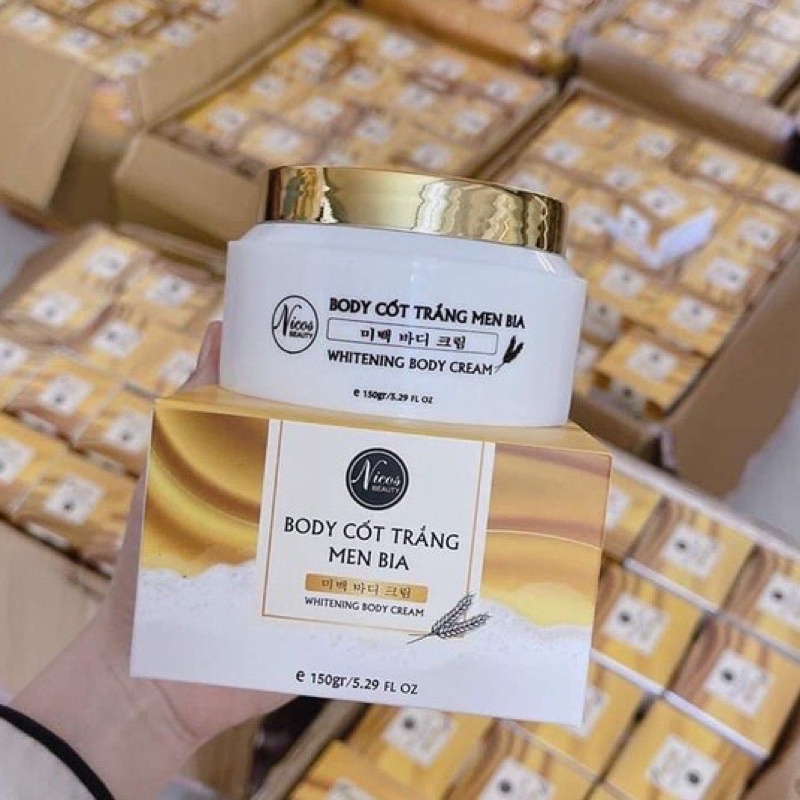 Nicos
BEAUTY
BODY CỐT TRẮNG MEN BIA
미백 바디 크림
WHITENING BODY CREAM
e 150gr/5.29 FL OZ
Nicos
BEAUTY
BODY CỐT TRẮNG
MEN BIA
미백 바디 크림
WHITENING BODY CREAM
e 150gr/5.29 FL OZ